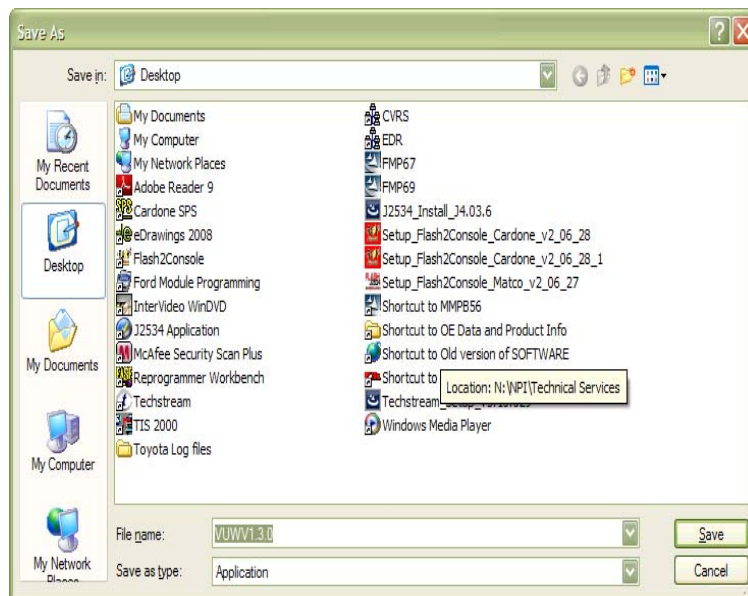 Save As
Save in: Desktop
My Recent Documents
Desktop
My Documents
My Computer
My Network
My Documents
My Computer
My Network Places
Adobe Reader 9
Cardone SPS
eDrawings 2008
Flash2Console
Ford Module Programming
InterVideo WinDVD
J2534 Application
McAfee Security Scan Plus
Reprogrammer Workbench
Techstream
TIS 2000
Toyota Log files
CVRS
EDR
FMP67
FMP69
J2534_Install_J4.03.6
Setup_Flash2Console_Cardone_v2_06_28
Setup_Flash2Console_Cardone_v2_06_28_1
Setup_Flash2Console_Matco_v2_06_27
Shortcut to MMPB56
Shortcut to OE Data and Product Info
Shortcut to Old version of SOFTWARE
Shortcut to
Location: N:\NPI\Technical Services
Windows Media Player
File name: VUWV1.3.0
Save
Save as type: Application
Cancel